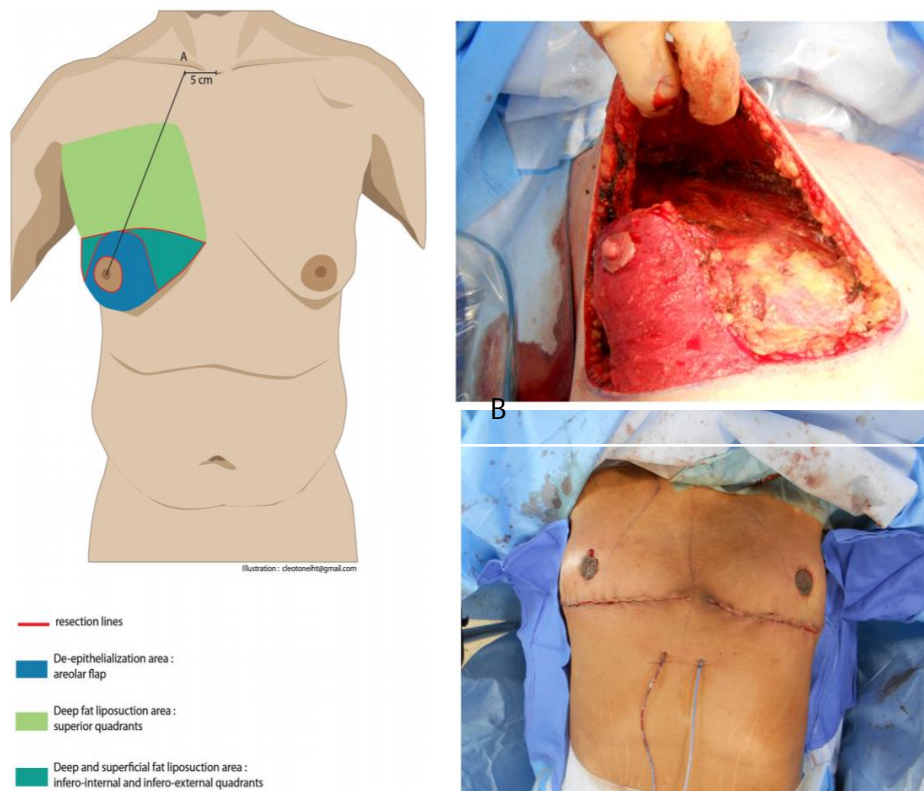 A
5 cm
Illustration : cleotoneiht@gmail.com
resection lines
De-epithelialization area :
areolar flap
Deep fat liposuction area :
superior quadrants
Deep and superficial fat liposuction area :
infero-internal and infero-external quadrants
B